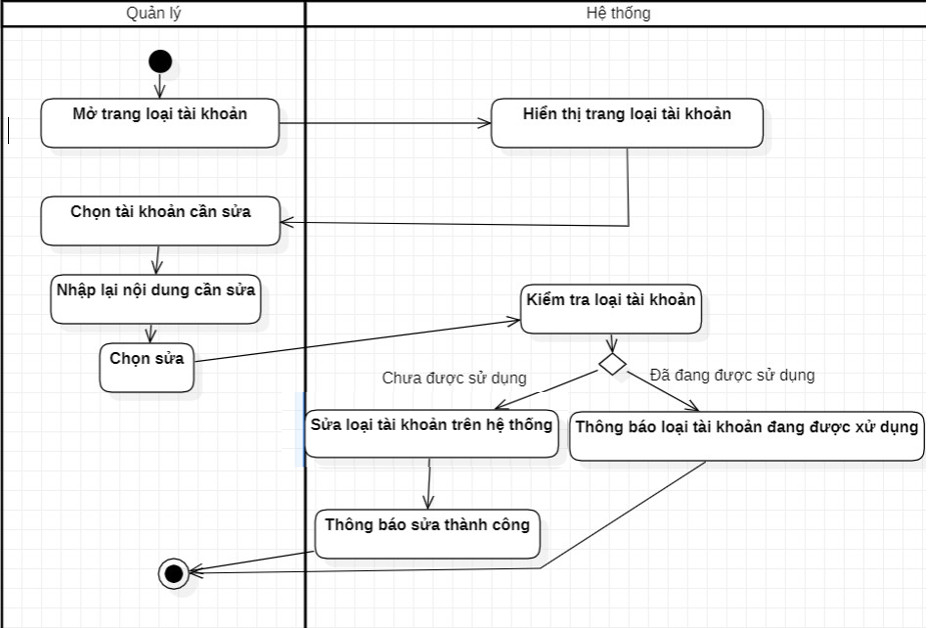 Quản lý
Hệ thống
Mở trang loại tài khoản
Hiển thị trang loại tài khoản
Chọn tài khoản cần sửa
Nhập lại nội dung cần sửa
Kiểm tra loại tài khoản
Chọn sửa
Chưa được sử dụng
Đã đang được sử dụng
Sửa loại tài khoản trên hệ thống
Thông báo loại tài khoản đang được xử dụng
Thông báo sửa thành công